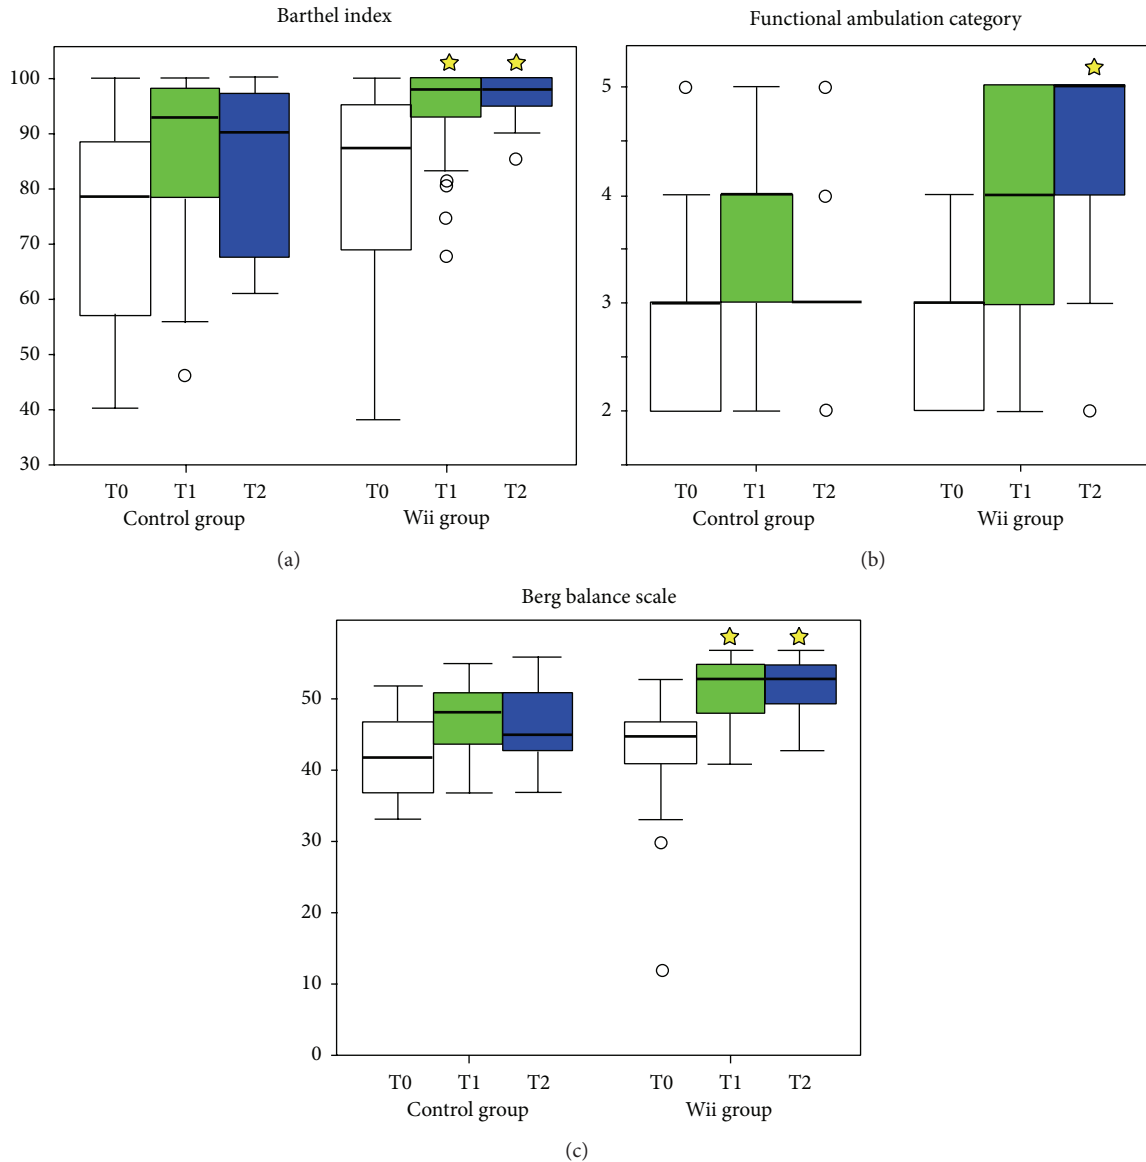 Barthel index
100
90
80
70
60
50
40
30
T0 T1 T2 T0 T1 T2
Control group Wii group
(a)
Functional ambulation category
5
4
3
2
T0 T1 T2 T0 T1 T2
Control group Wii group
(b)
Berg balance scale
50
40
30
20
10
0
T0 T1 T2 T0 T1 T2
Control group Wii group
(c)